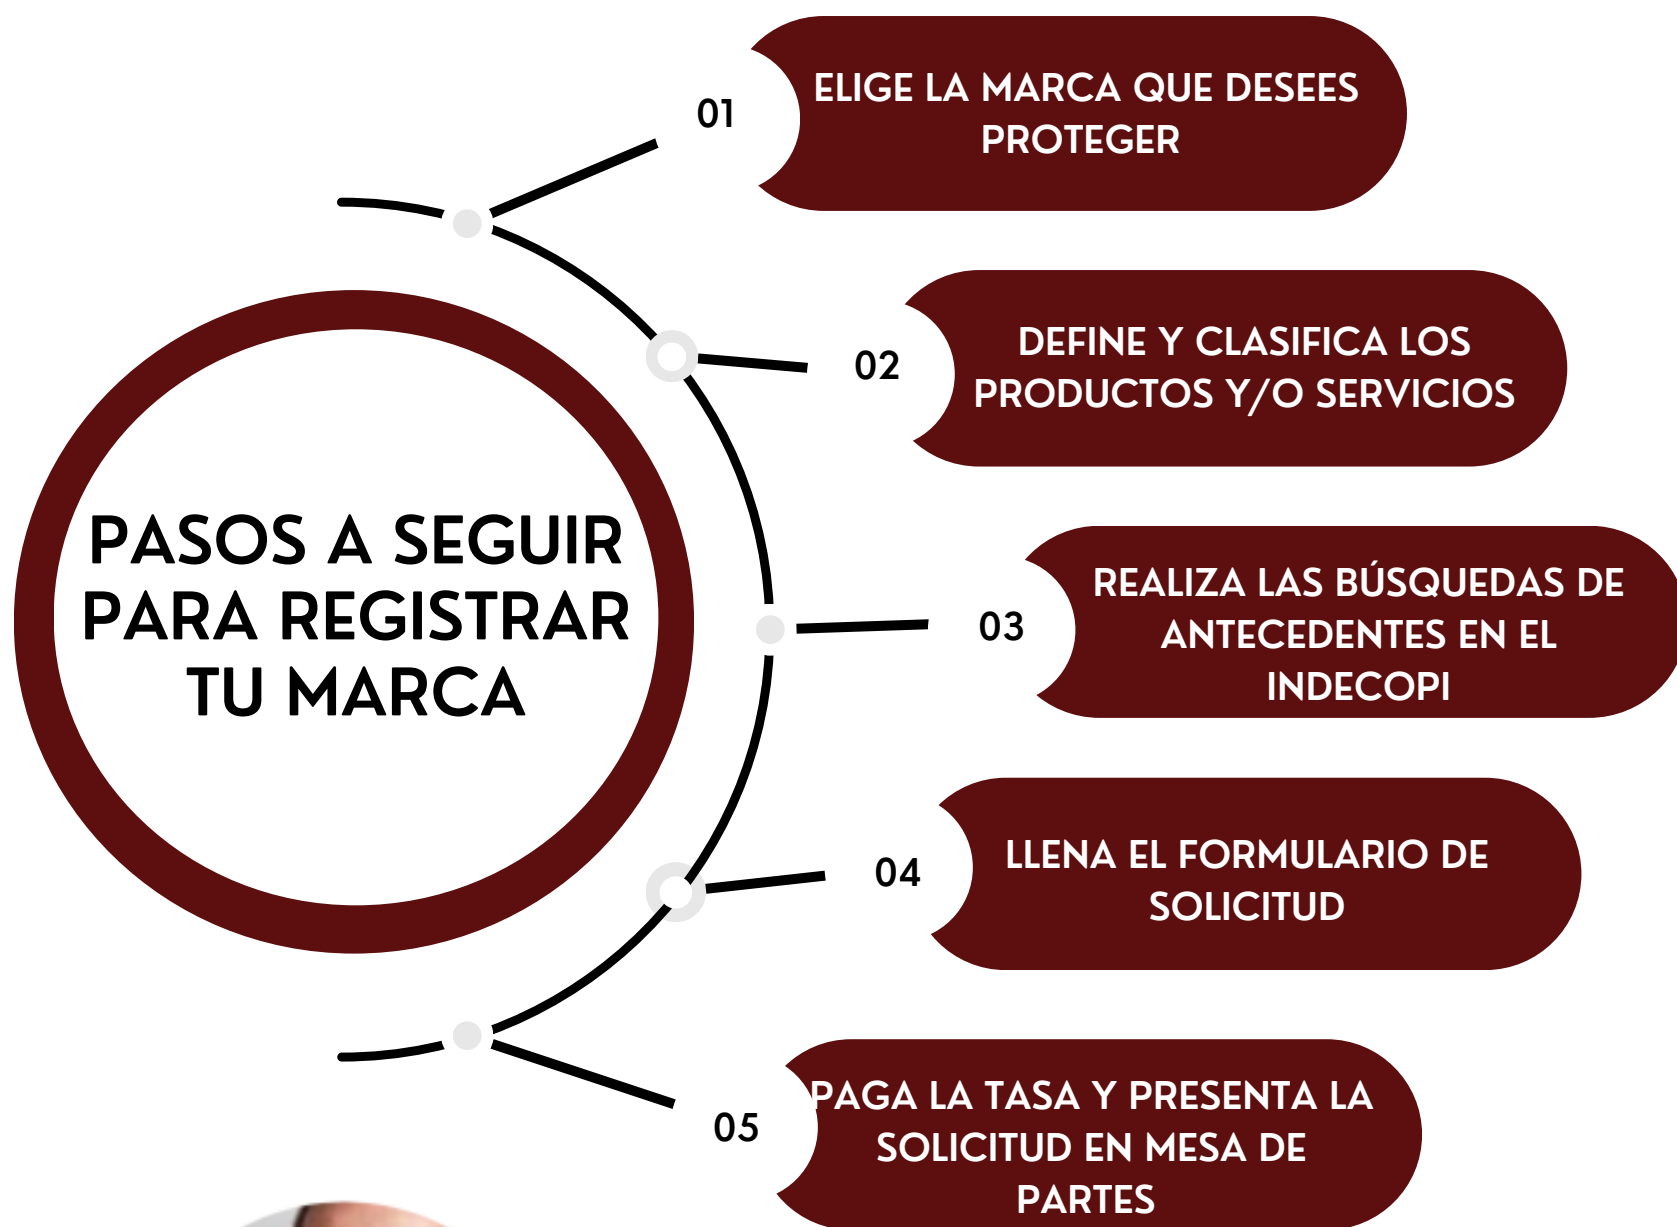 PASOS A SEGUIR
PARA REGISTRAR
TU MARCA
01
ELIGE LA MARCA QUE DESEES
PROTEGER
02
DEFINE Y CLASIFICA LOS
PRODUCTOS Y/O SERVICIOS
03
REALIZA LAS BÚSQUEDAS DE
ANTECEDENTES EN EL
INDECOPI
04
LLENA EL FORMULARIO DE
SOLICITUD
05
PAGA LA TASA Y PRESENTA LA
SOLICITUD EN MESA DE
PARTES